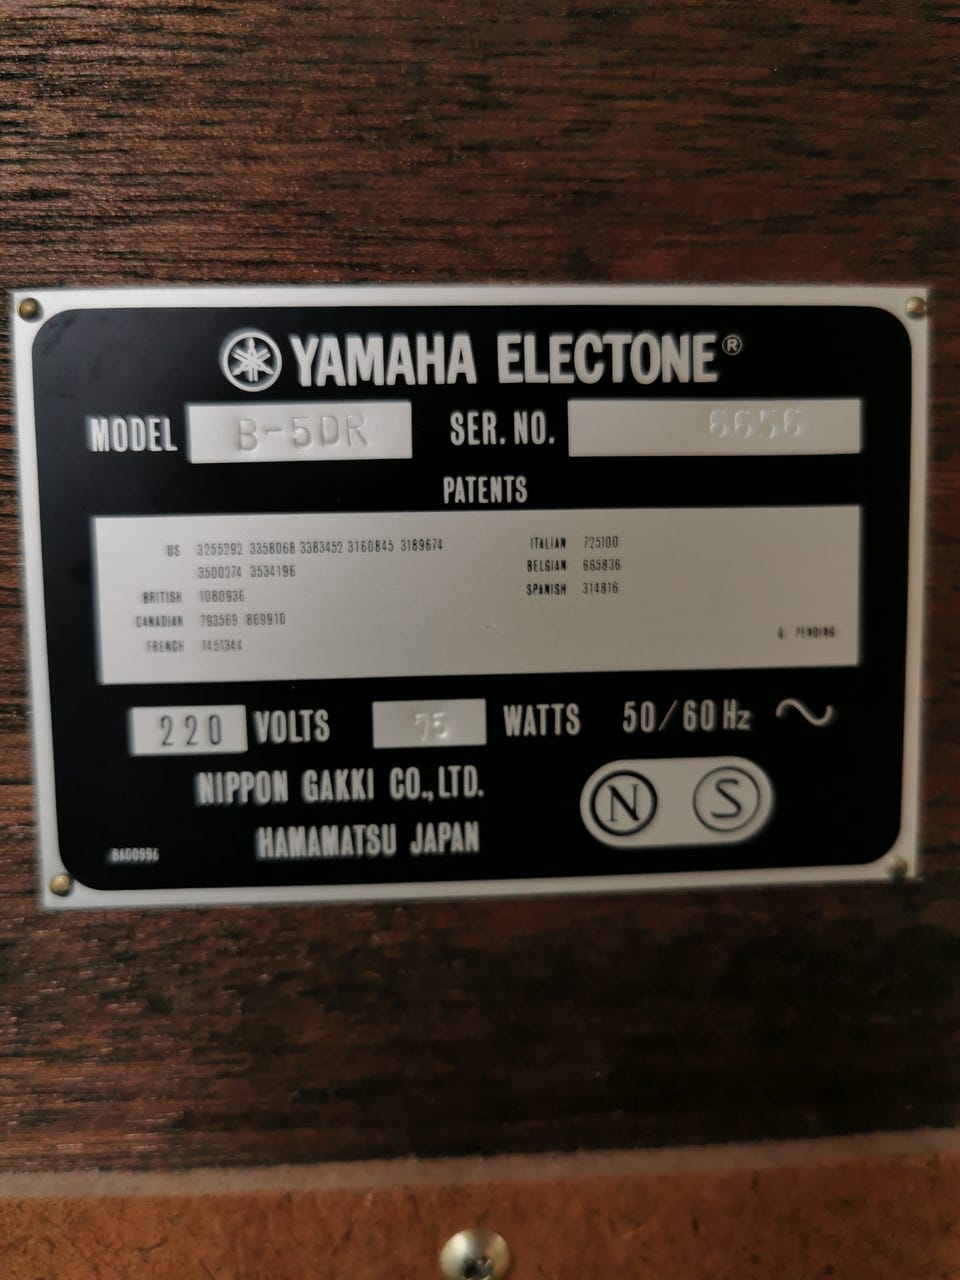 YAMAHA ELECTONE®
MODEL B-5DR SER. NO. 6656
PATENTS
US 3255292 3358068 3383452 3160845 3189674
3500274 3534196
BRITISH 1080936
CANADIAN 793569 869910
FRENCH 1451344
ITALIAN 725100
BELGIAN 665836
SPANISH 314816
& PENDING
220 VOLTS 75 WATTS 50/60 Hz ~
NIPPON GAKKI CO., LTD.
HAMAMATSU JAPAN
N S
BA00996